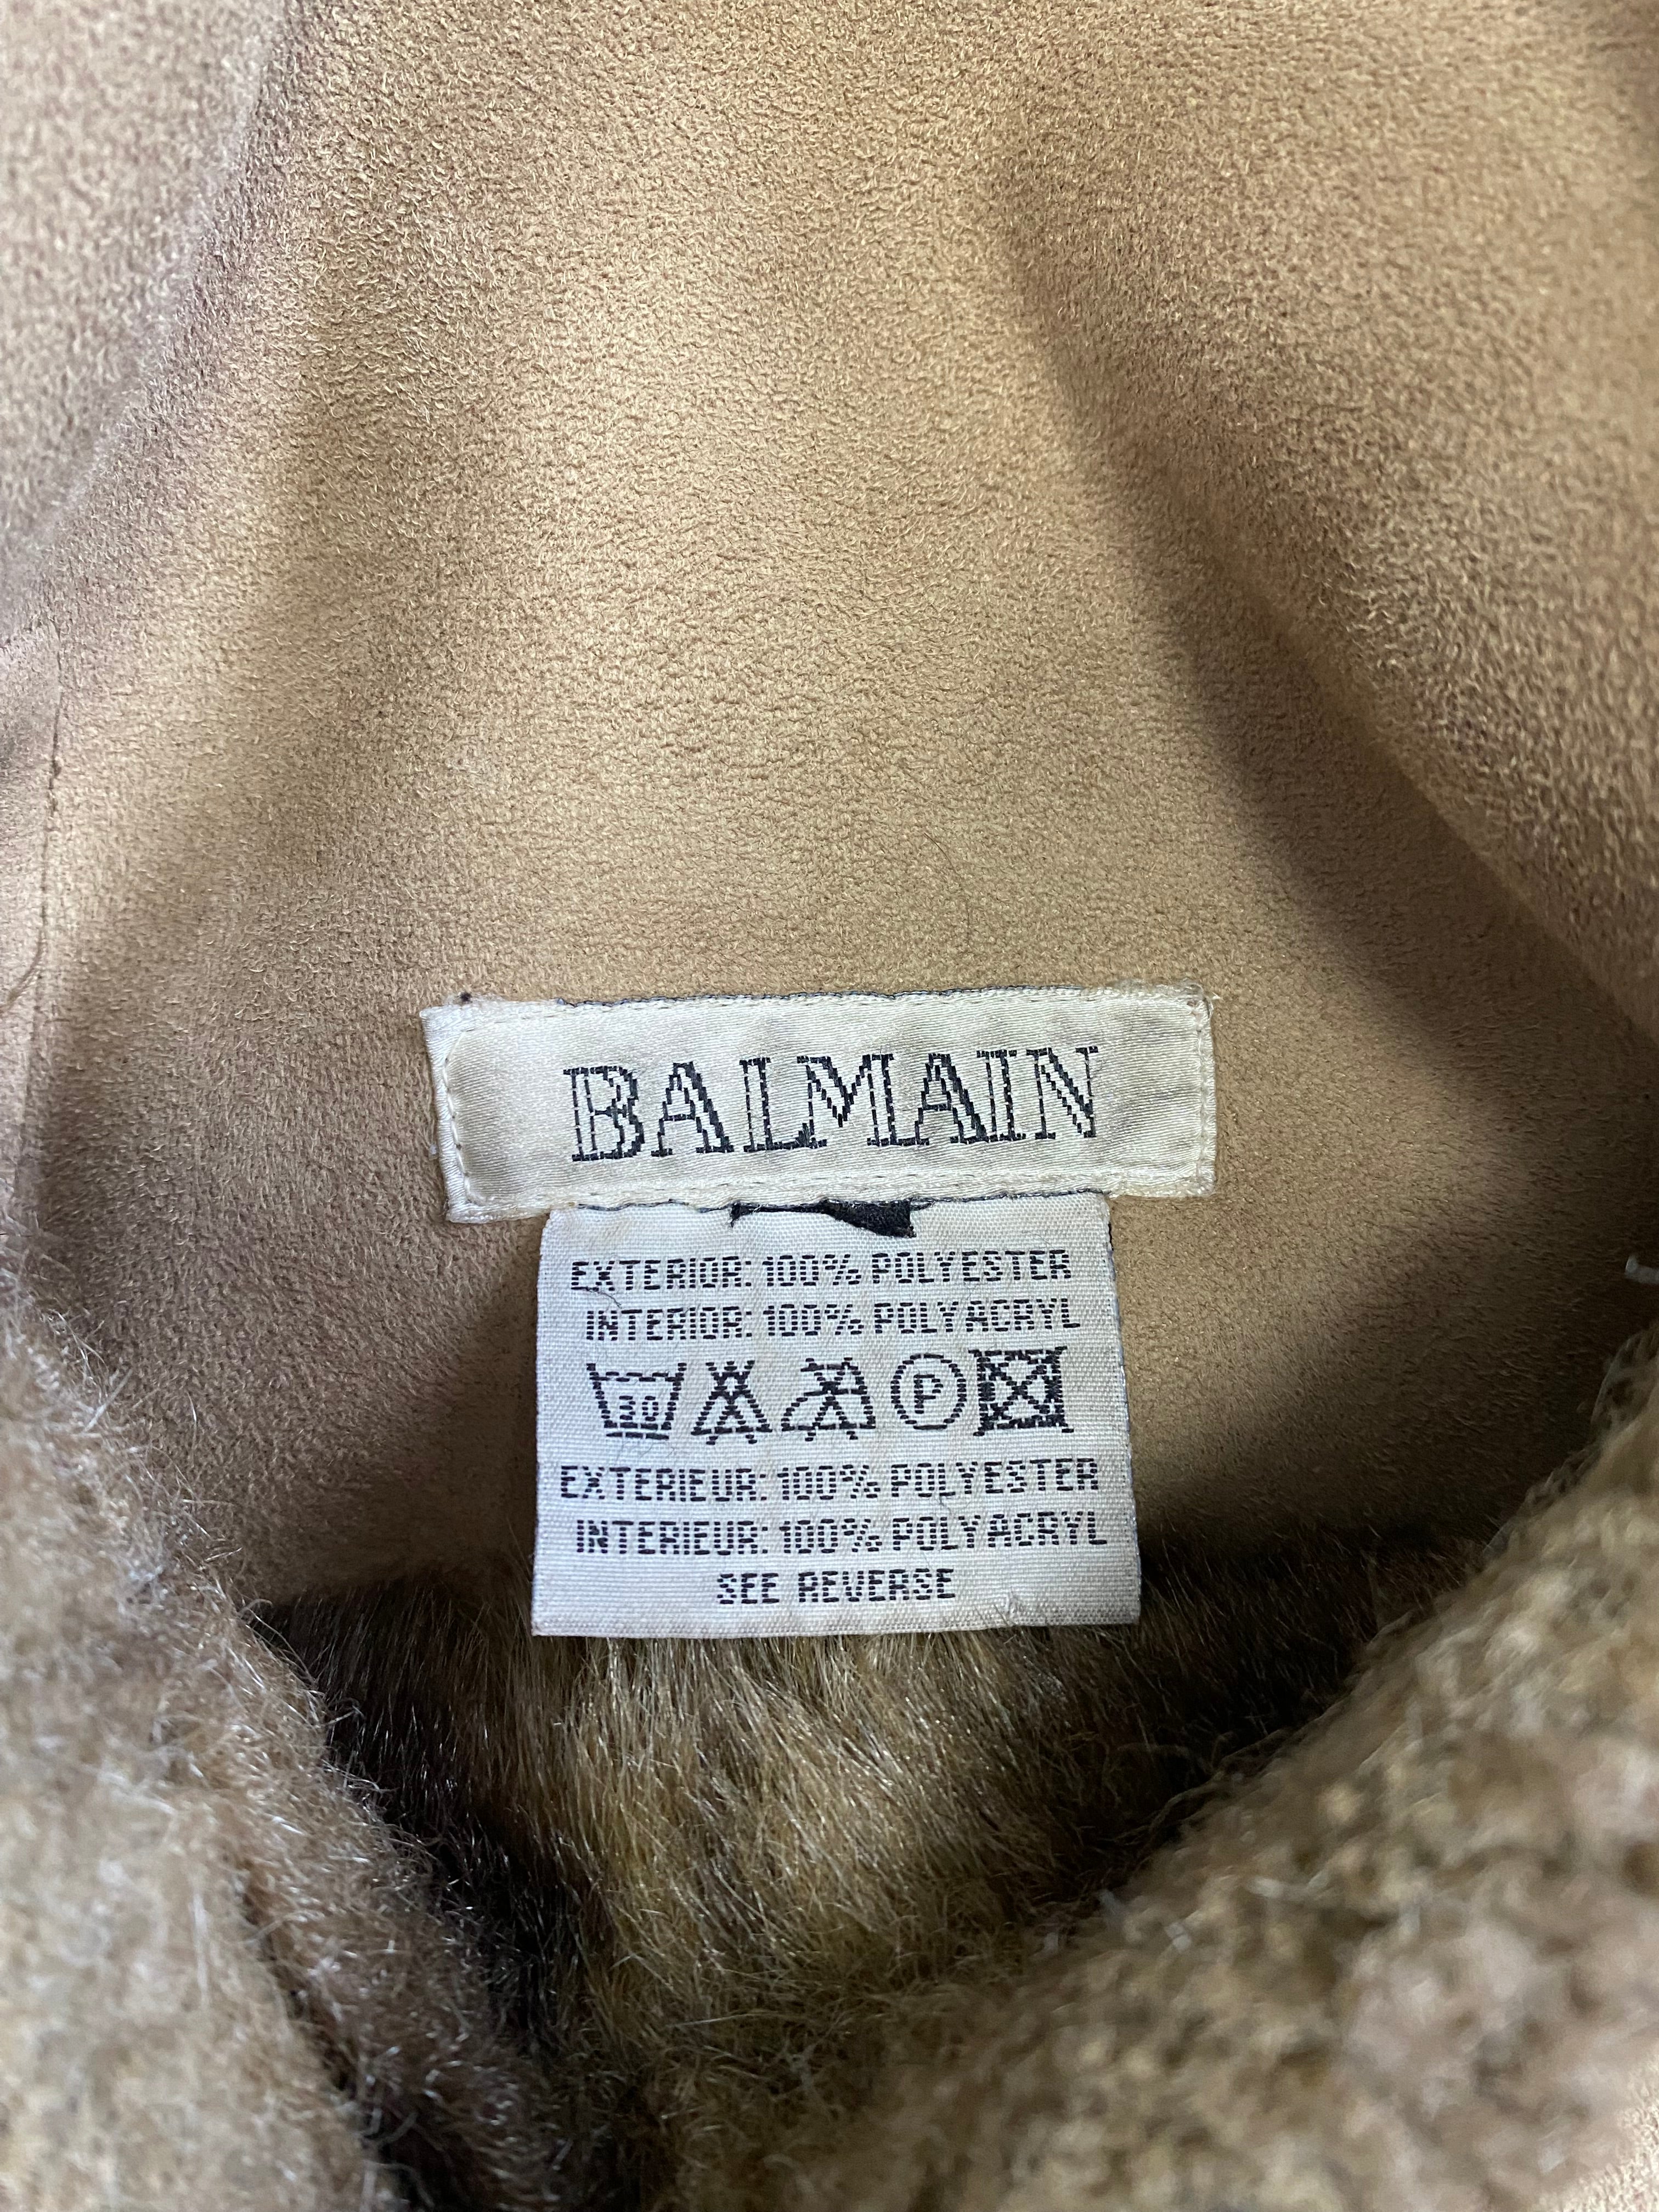 BALMAIN
EXTERIOR: 100% POLYESTER
INTERIOR: 100% POLYACRYL
30 P
EXTERIEUR: 100% POLYESTER
INTERIEUR: 100% POLYACRYL
SEE REVERSE